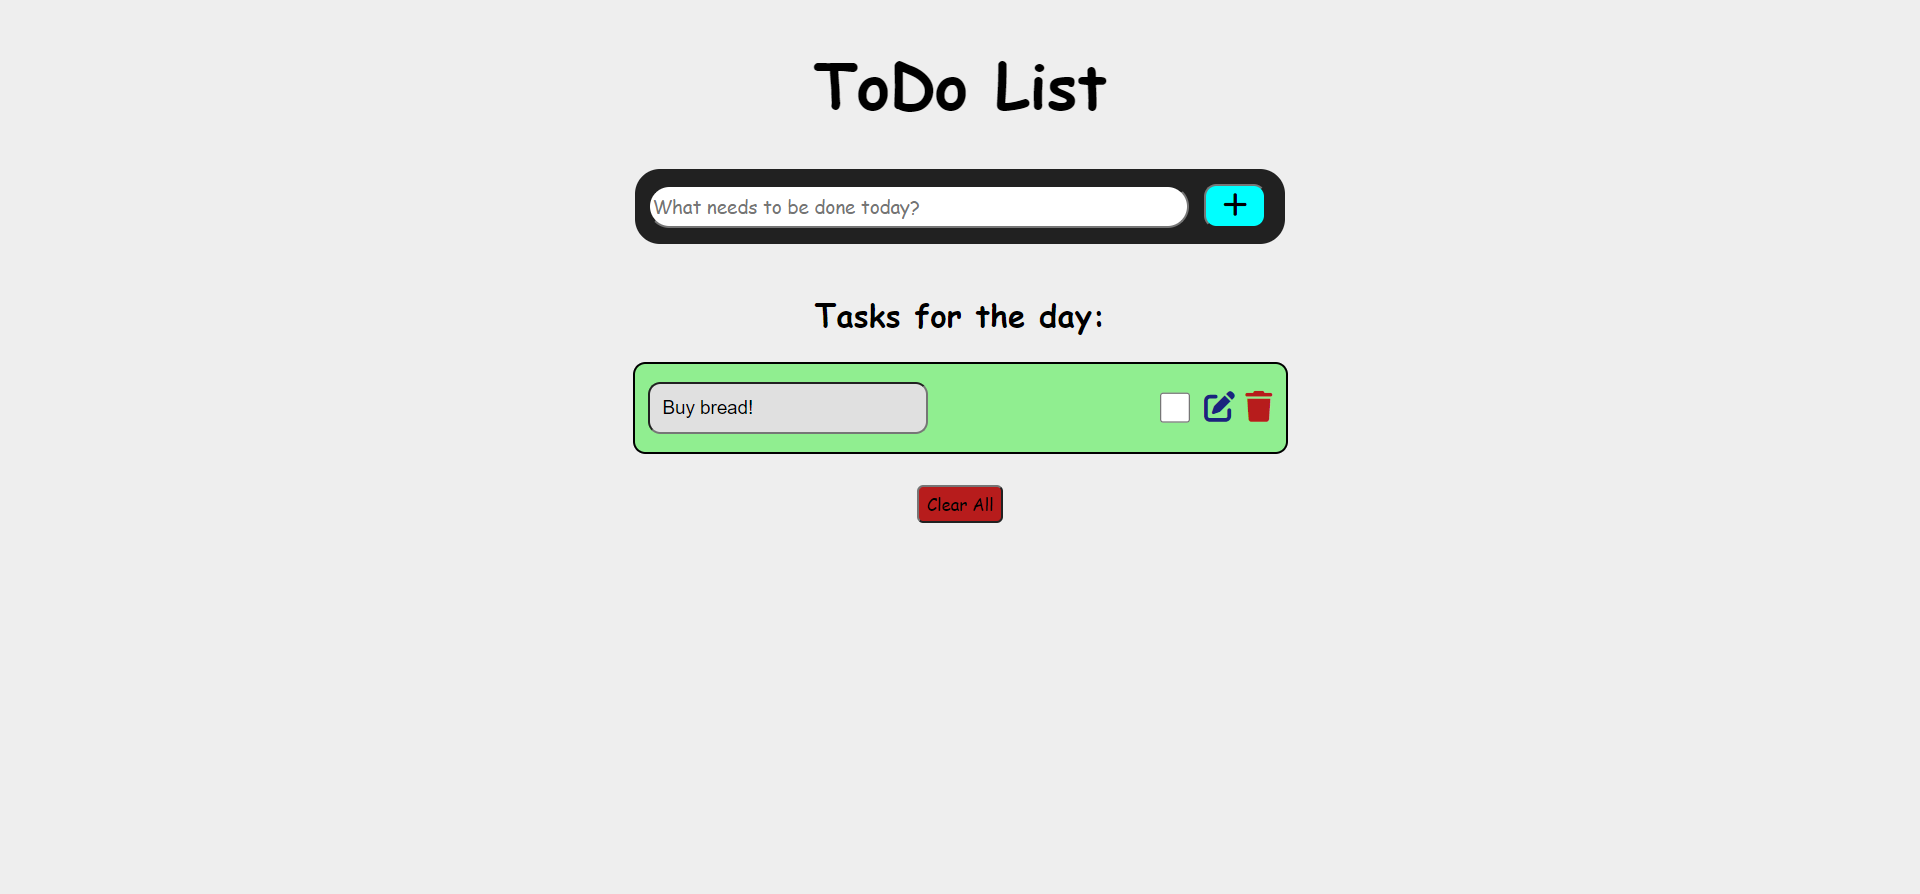 ToDo List
What needs to be done today?
Tasks for the day:
Buy bread!
Clear All